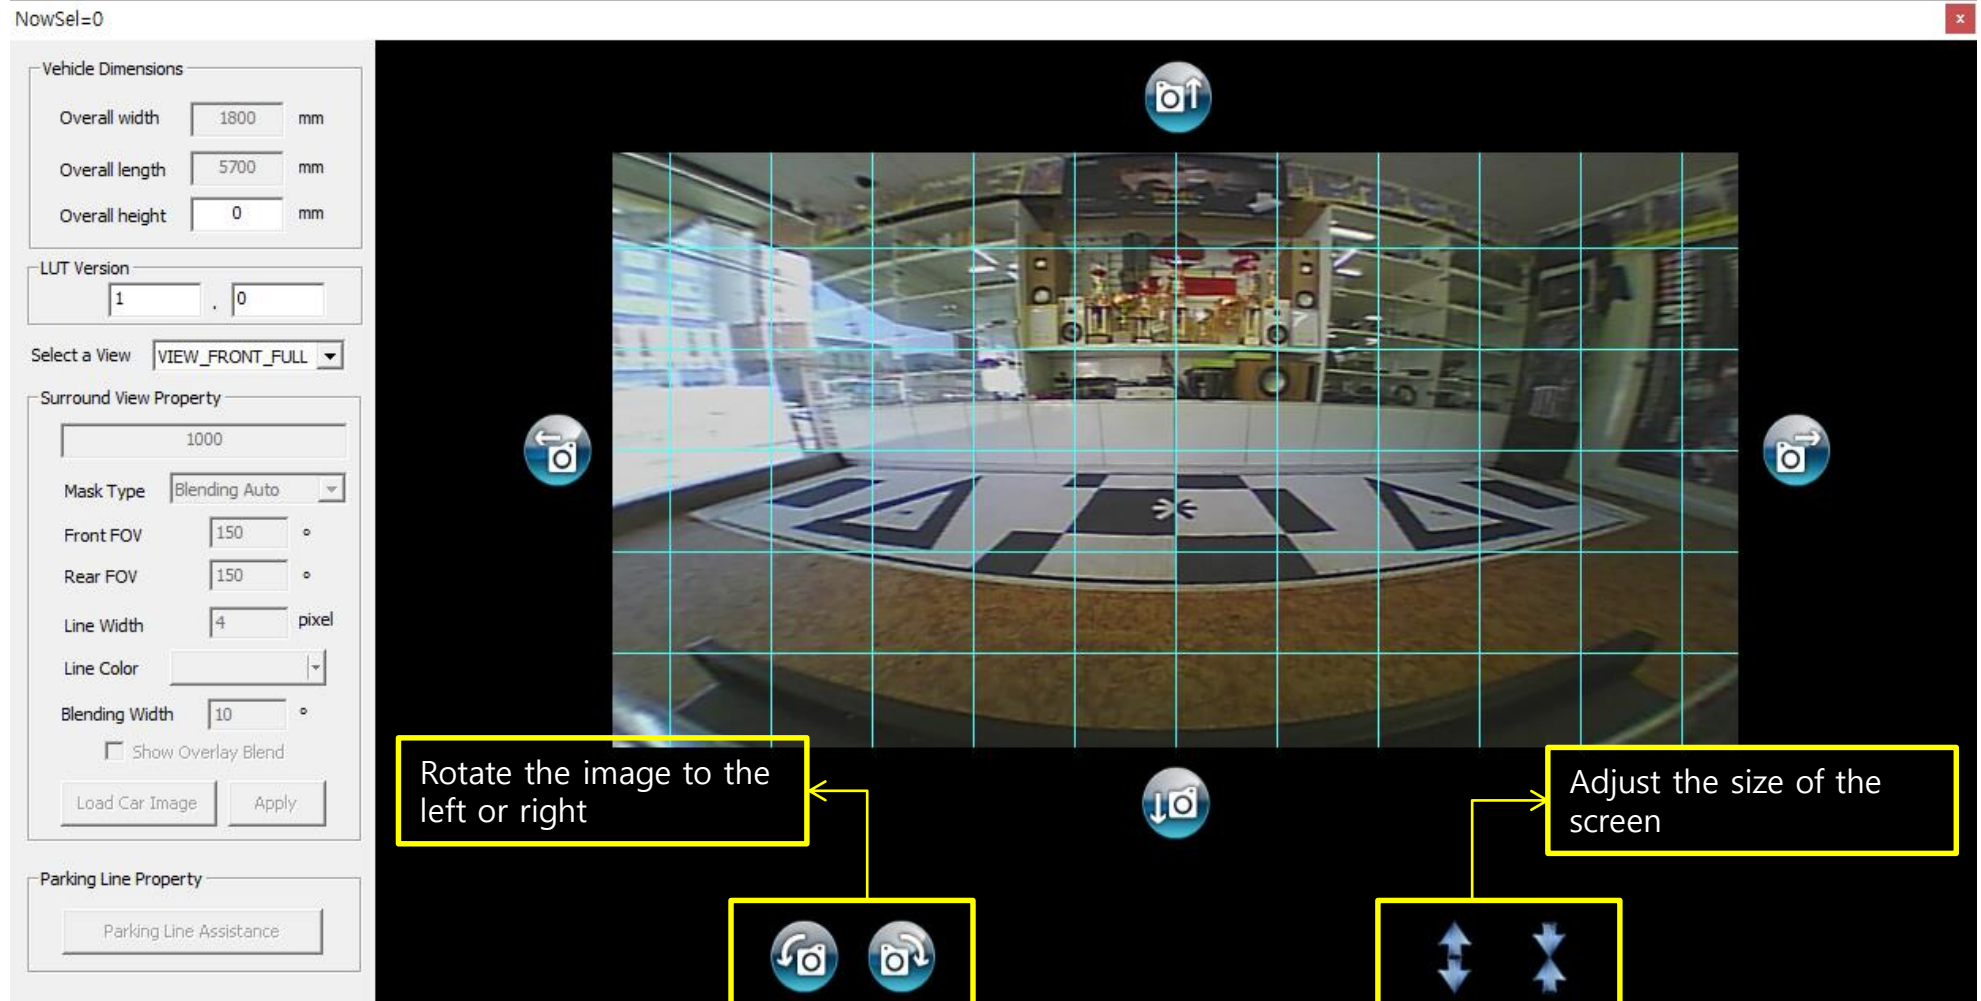 NowSel=0
x
Vehicle Dimensions
Overall width 1800 mm
Overall length 5700 mm
Overall height 0 mm
LUT Version
1 . 0
Select a View VIEW_FRONT_FULL
Surround View Property
1000
Mask Type Blending Auto
Front FOV 150 °
Rear FOV 150 °
Line Width 4 pixel
Line Color
Blending Width 10 °
Show Overlay Blend
Load Car Image Apply
Parking Line Property
Parking Line Assistance
Rotate the image to the
left or right
Adjust the size of the
screen